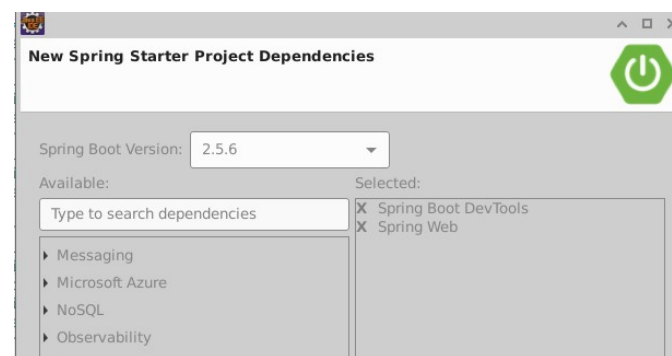 New Spring Starter Project Dependencies
Spring Boot Version: 2.5.6
Available:
Selected:
Type to search dependencies
X Spring Boot DevTools
X Spring Web
Messaging
Microsoft Azure
NoSQL
Observability